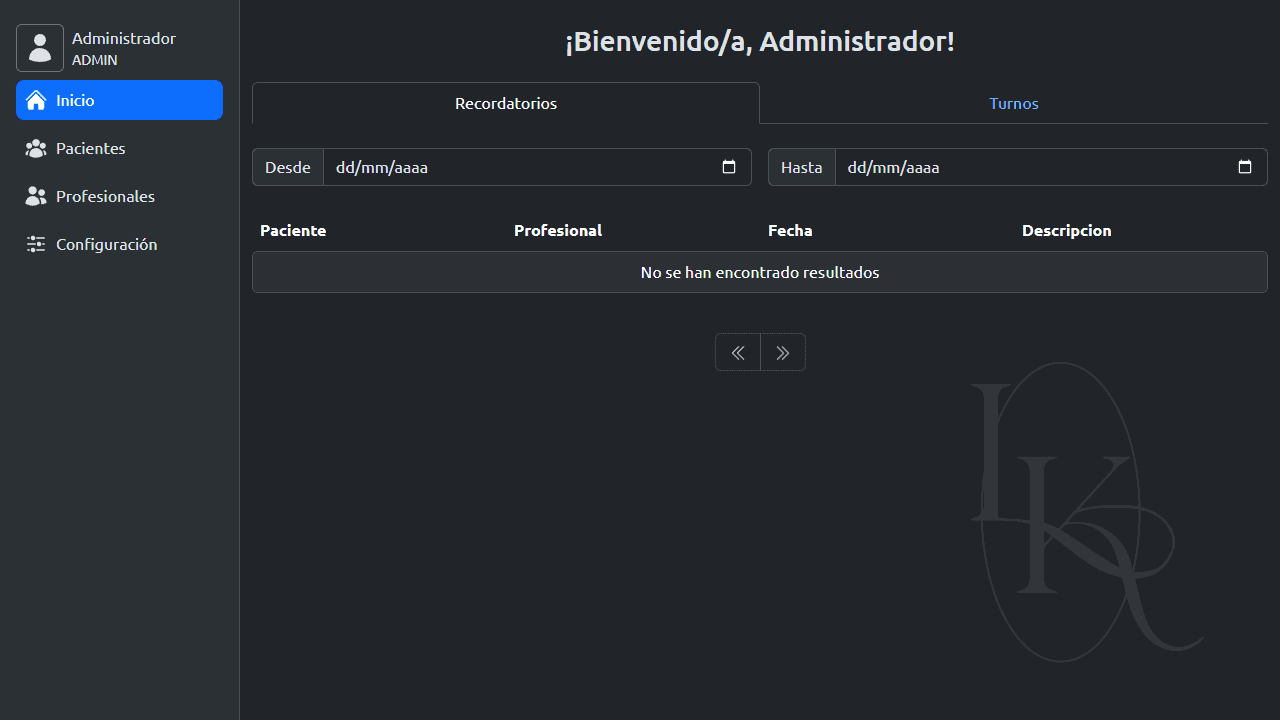 Administrador
ADMIN
Inicio
Pacientes
Profesionales
Configuración
¡Bienvenido/a, Administrador!
Recordatorios
Turnos
Desde dd/mm/aaaa
Hasta dd/mm/aaaa
Paciente Profesional Fecha Descripcion
No se han encontrado resultados